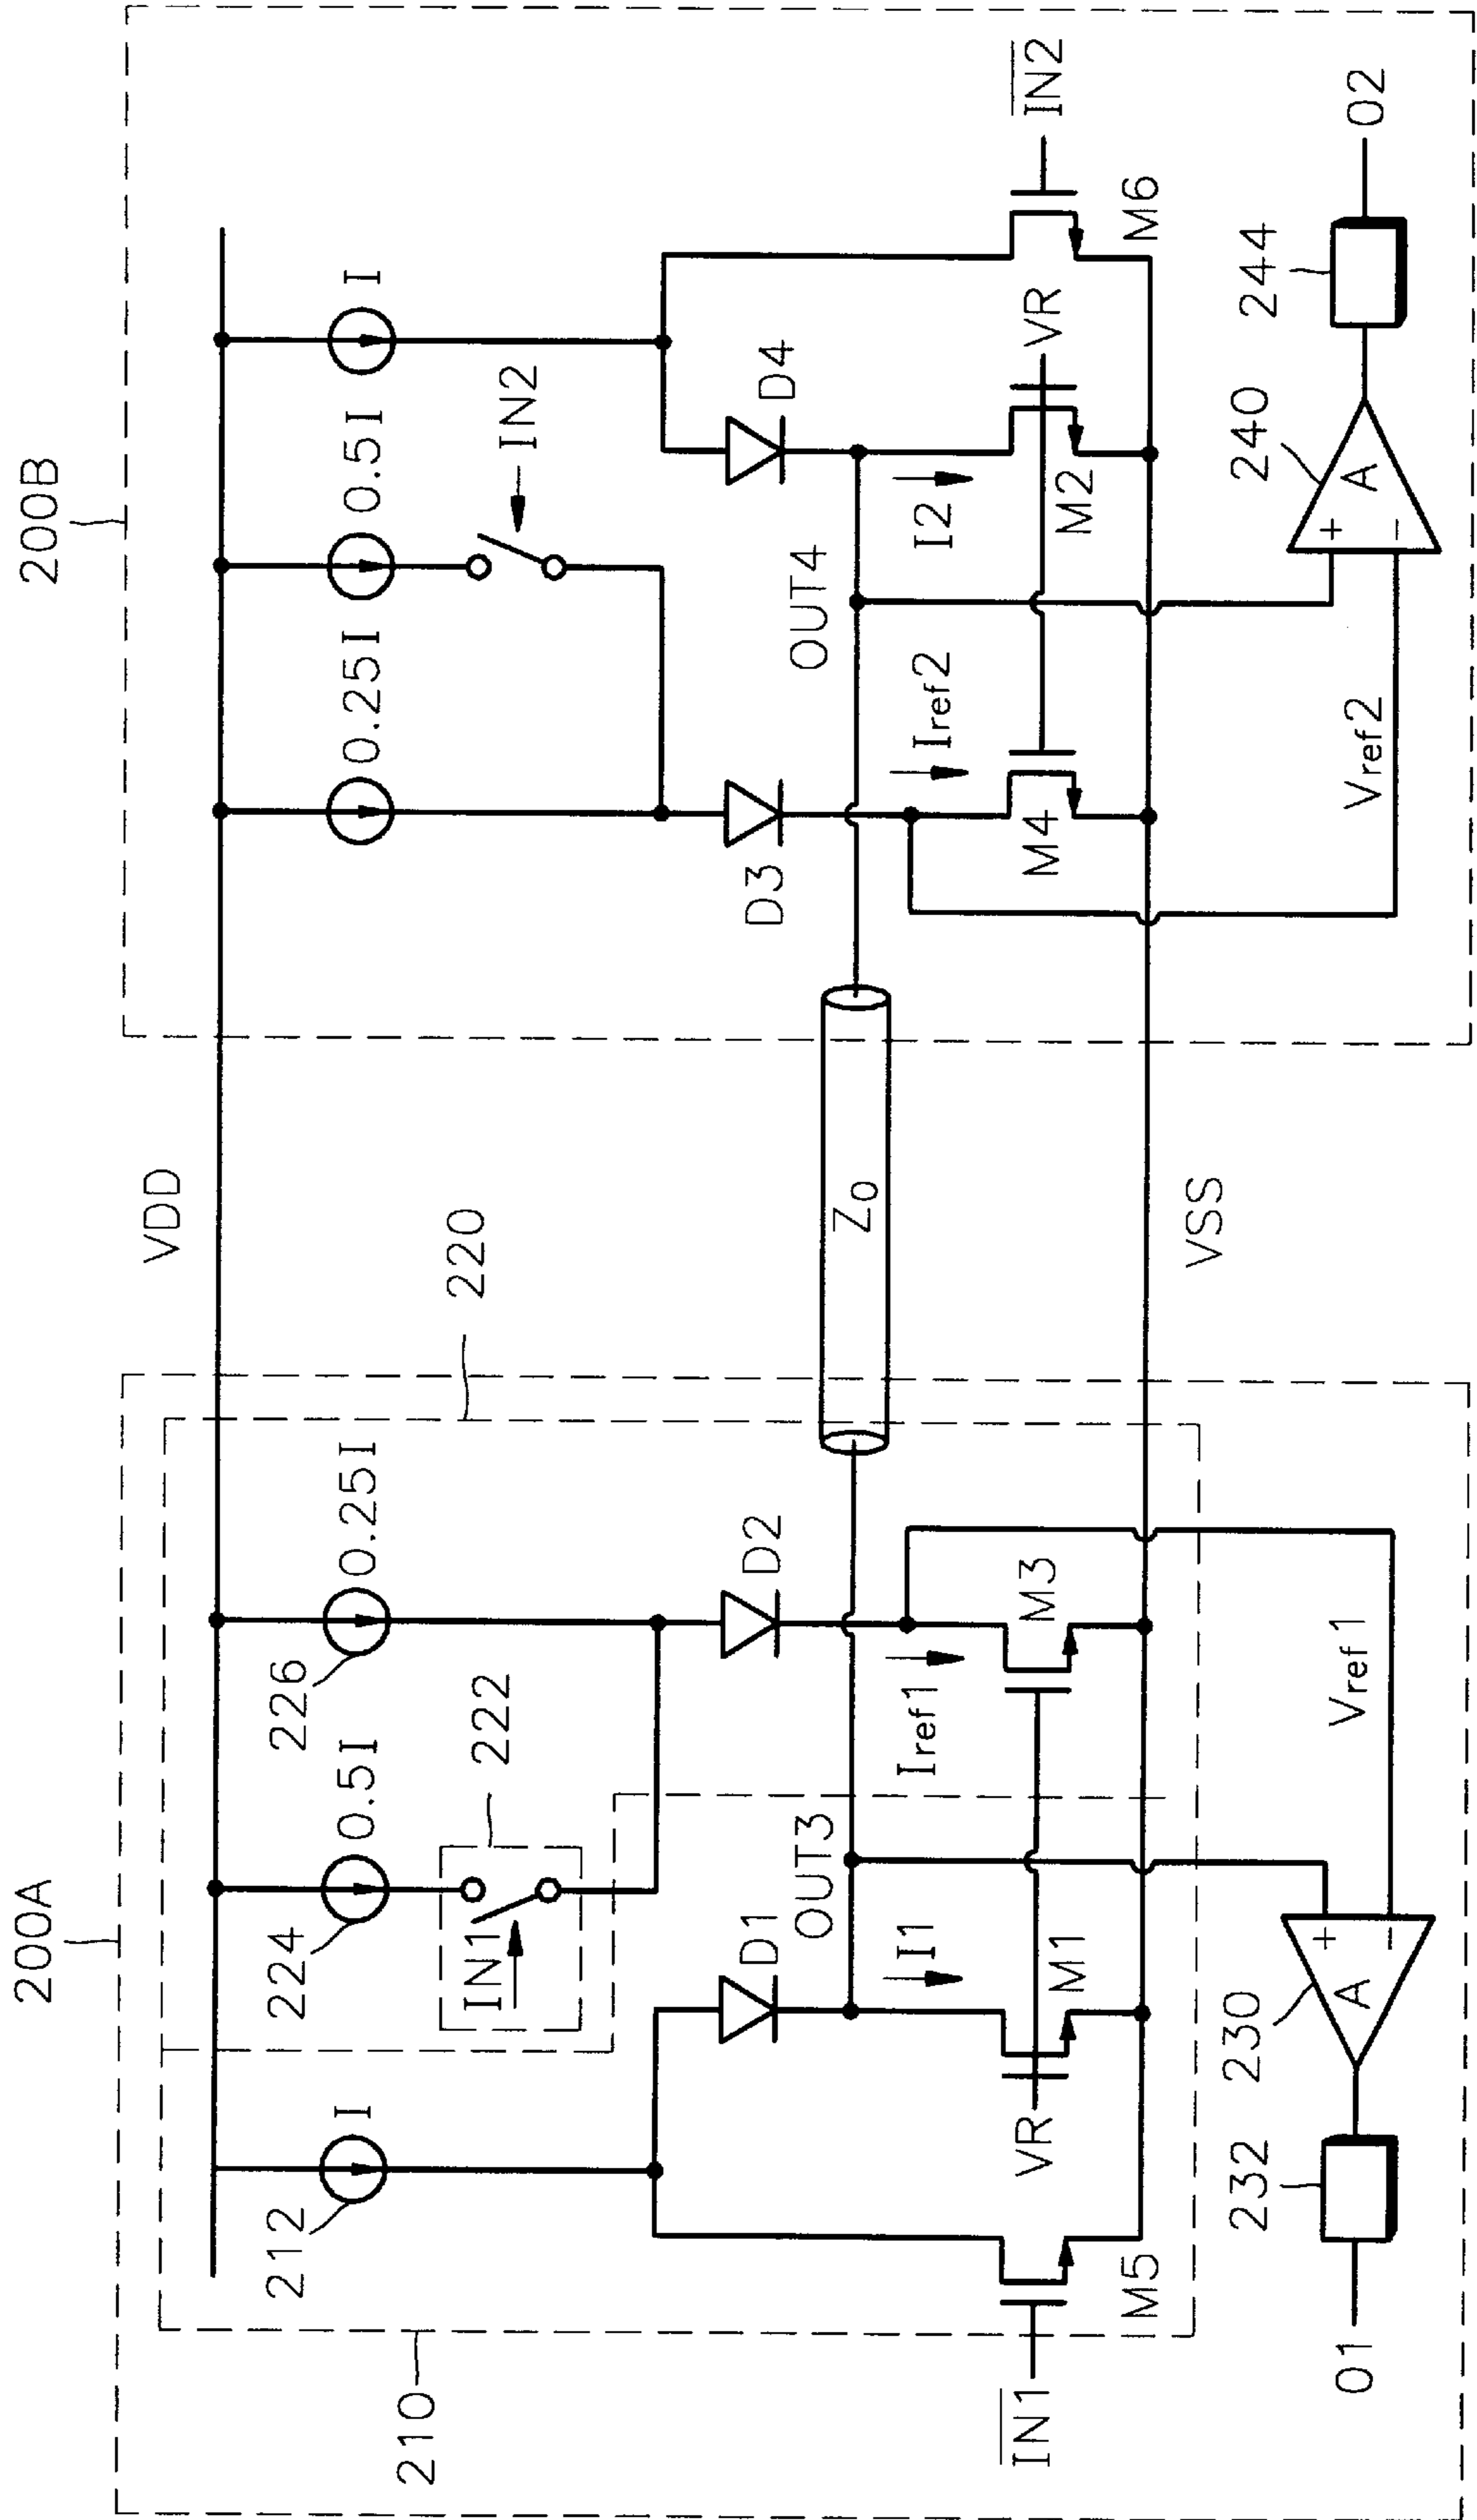 200A
200B
VDD
220
212
I
224
0.5I
226
0.25I
0.25I
0.5I
I
222
IN1
IN2
210
D1
D2
D3
D4
OUT3
Z0
OUT4
I1
Iref1
Iref2
I2
IN1
VR
M1
M3
M4
M2
VR
IN2
M5
M6
VSS
Vref1
Vref2
232
230
240
244
01
A
+
-
A
+
-
02